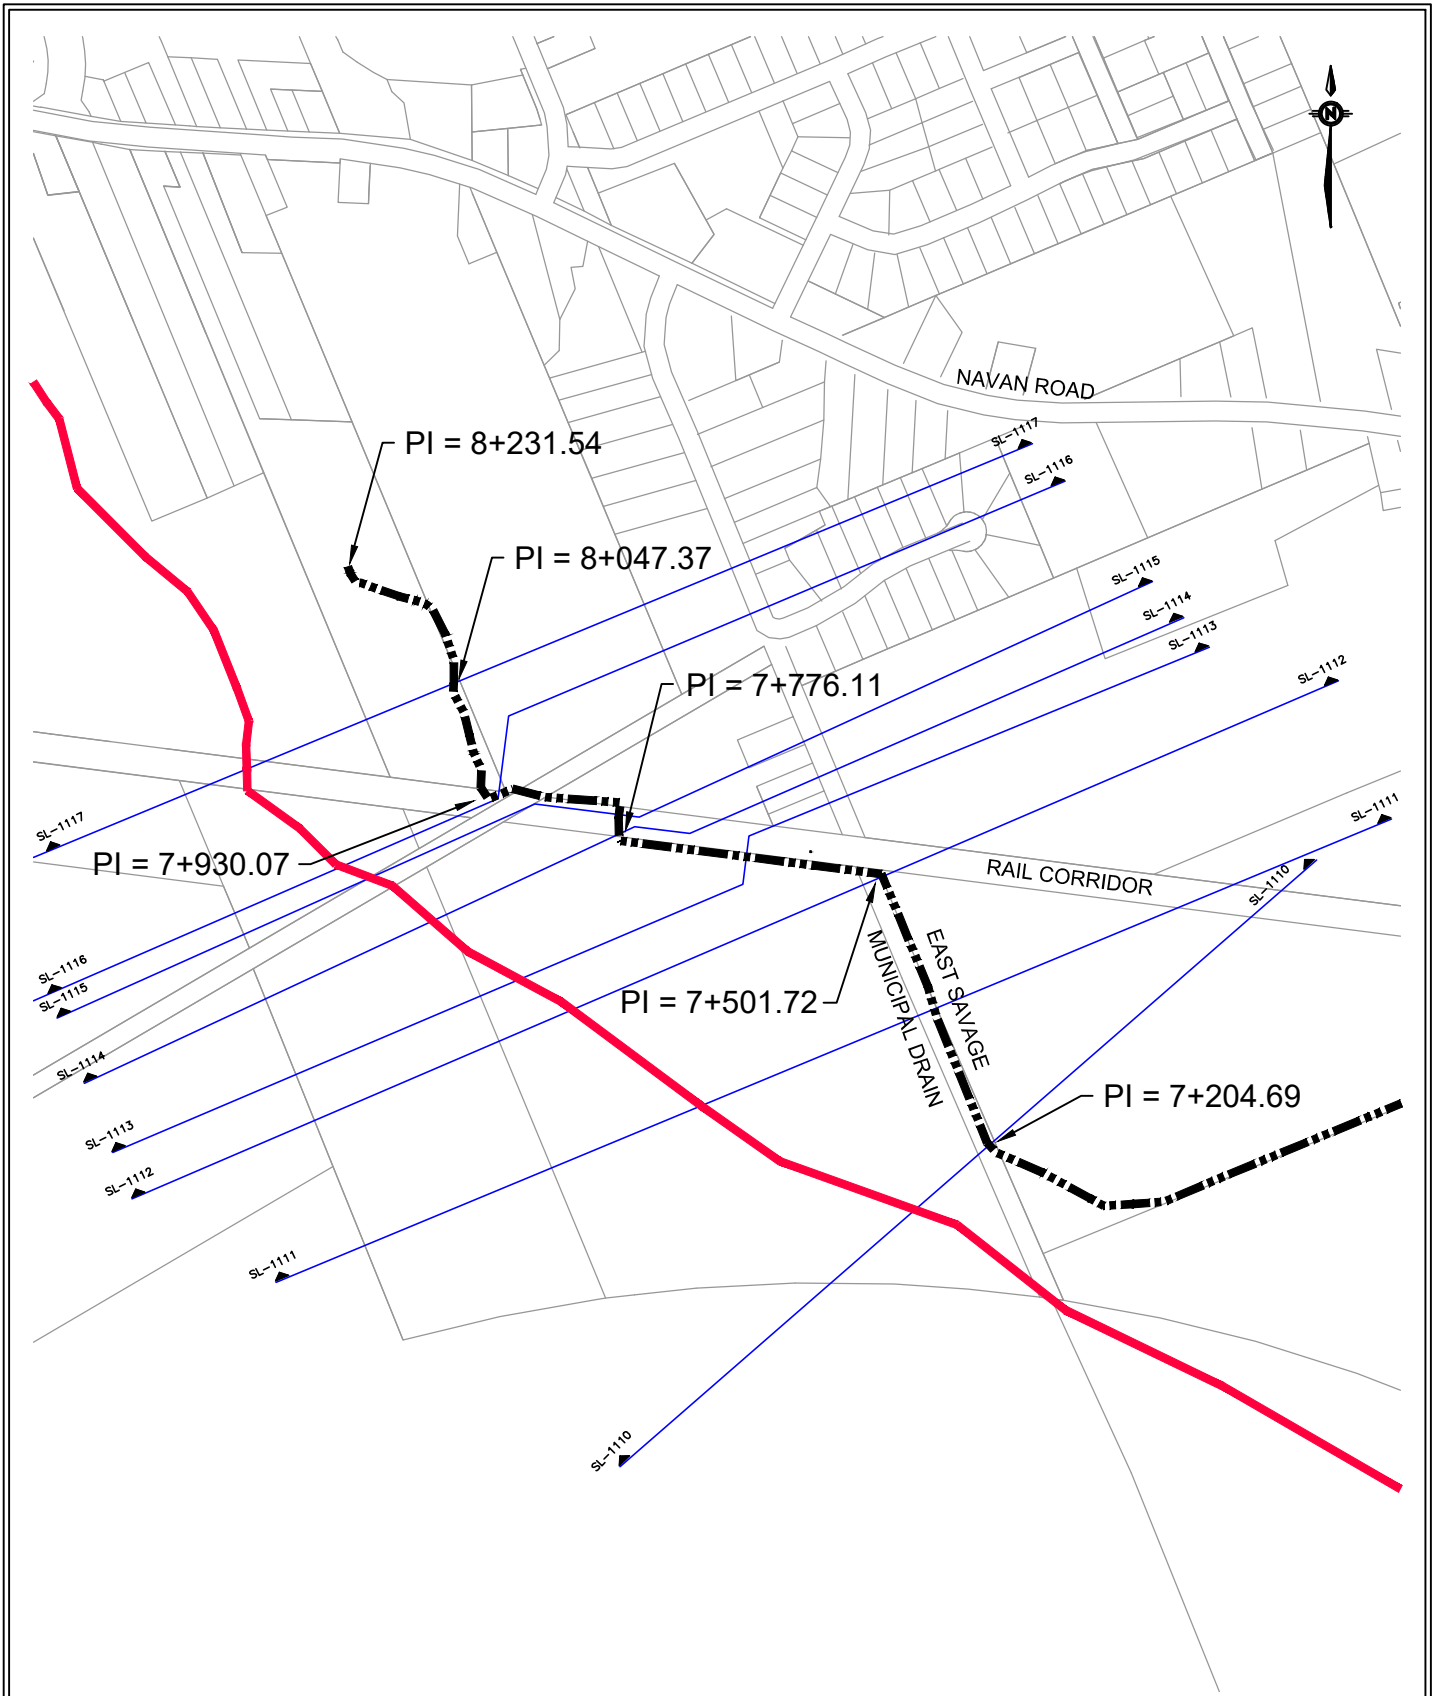 N
NAVAN ROAD
SL-1117
PI = 8+231.54
SL-1116
PI = 8+047.37
SL-1115
SL-1114
SL-1113
SL-1112
PI = 7+776.11
SL-1111
SL-1117
PI = 7+930.07
RAIL CORRIDOR
SL-1110
EAST SAVAGE
MUNICIPAL DRAIN
SL-1116
SL-1115
PI = 7+501.72
SL-1114
PI = 7+204.69
SL-1113
SL-1112
SL-1111
SL-1110